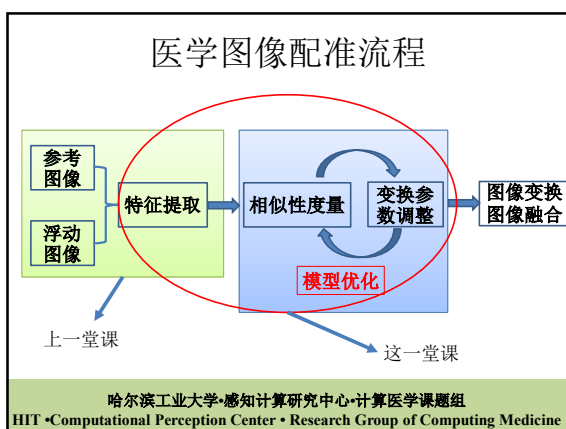 医学图像配准流程
参考
图像
浮动
图像
特征提取
相似性度量
变换参
数调整
模型优化
图像变换
图像融合
上一堂课
这一堂课
哈尔滨工业大学•感知计算研究中心•计算医学课题组
HIT •Computational Perception Center • Research Group of Computing Medicine